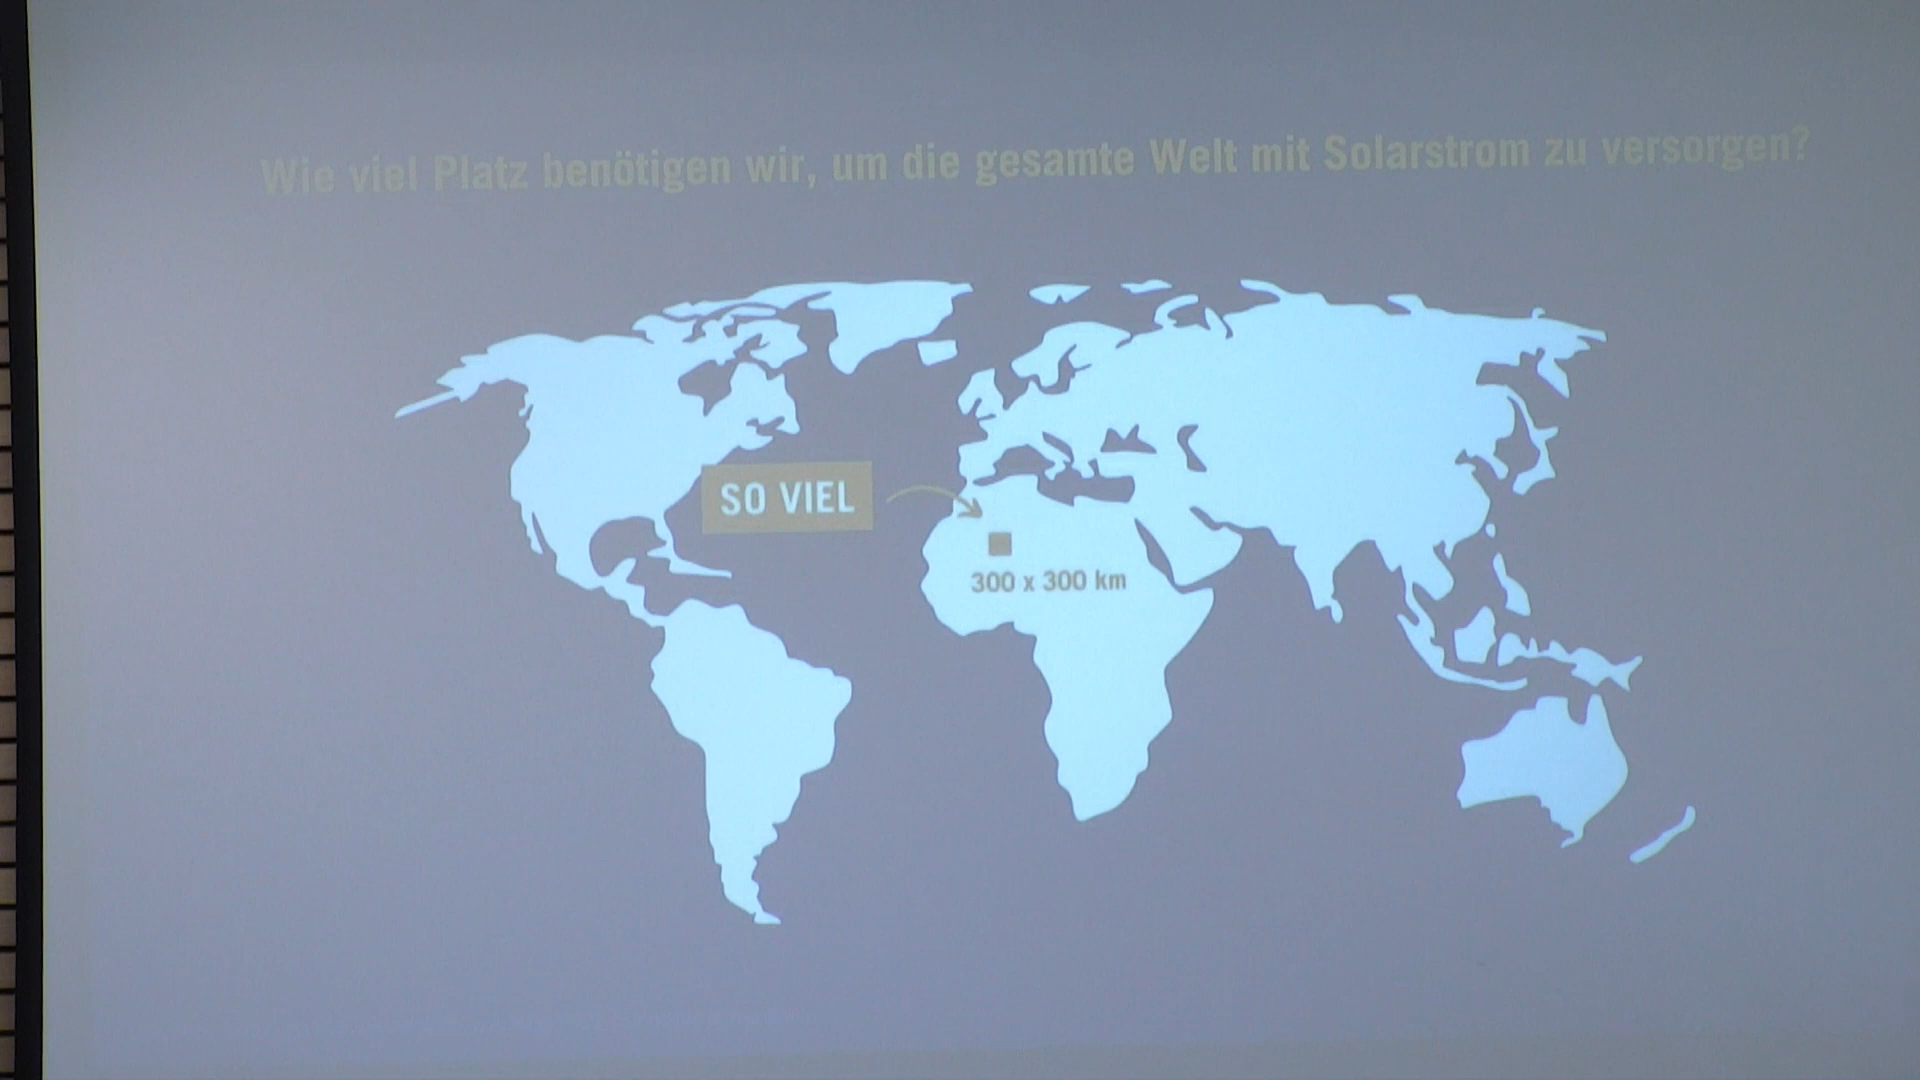 Wie viel Platz benötigen wir, um die gesamte Welt mit Solarstrom zu versorgen?
SO VIEL
300 x 300 km